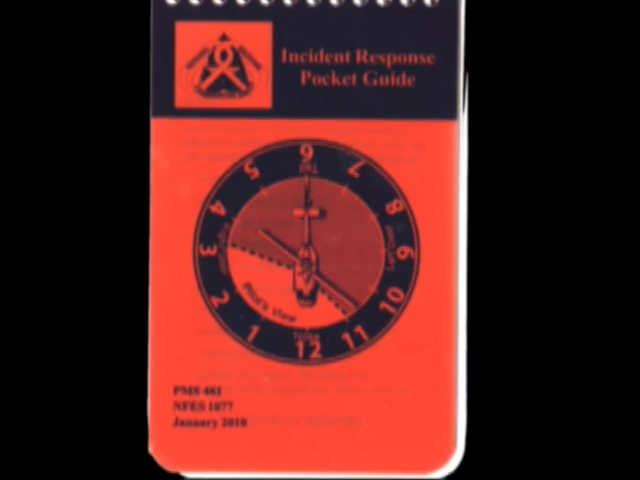 Incident Response
Pocket Guide
6
Tail
5
7
4
8
3
9
2
10
Pilot's View
1
11
12
PMS 461
NFES 1077
January 2010